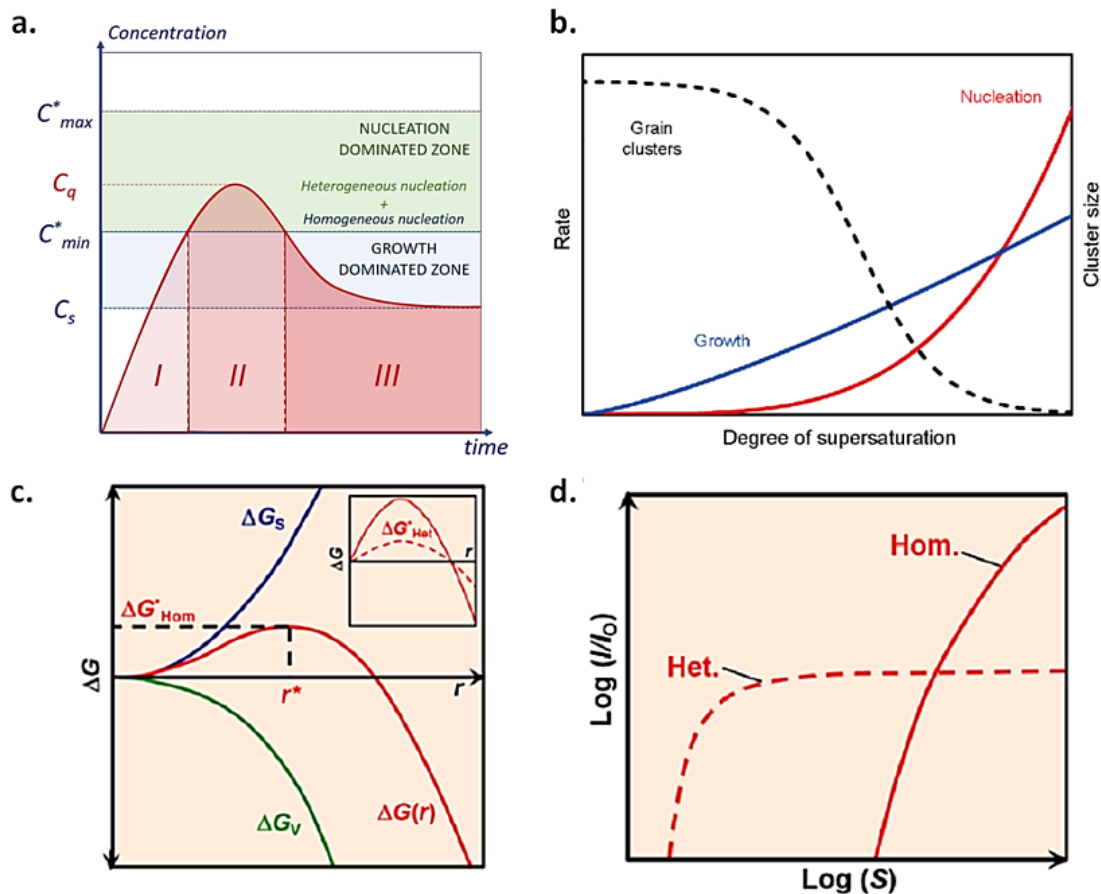 a.
Concentration
C*max
Cq
C*min
Cs
NUCLEATION
DOMINATED ZONE
Heterogeneous nucleation
+
Homogeneous nucleation
GROWTH
DOMINATED ZONE
I
II
III
time
b.
Rate
Cluster size
Grain
clusters
Nucleation
Growth
Degree of supersaturation
c.
ΔG
ΔGS
ΔG*Hom
r*
r
ΔGV
ΔG(r)
ΔG
ΔG*Het
r
d.
Log (I/IO)
Hom.
Het.
Log (S)